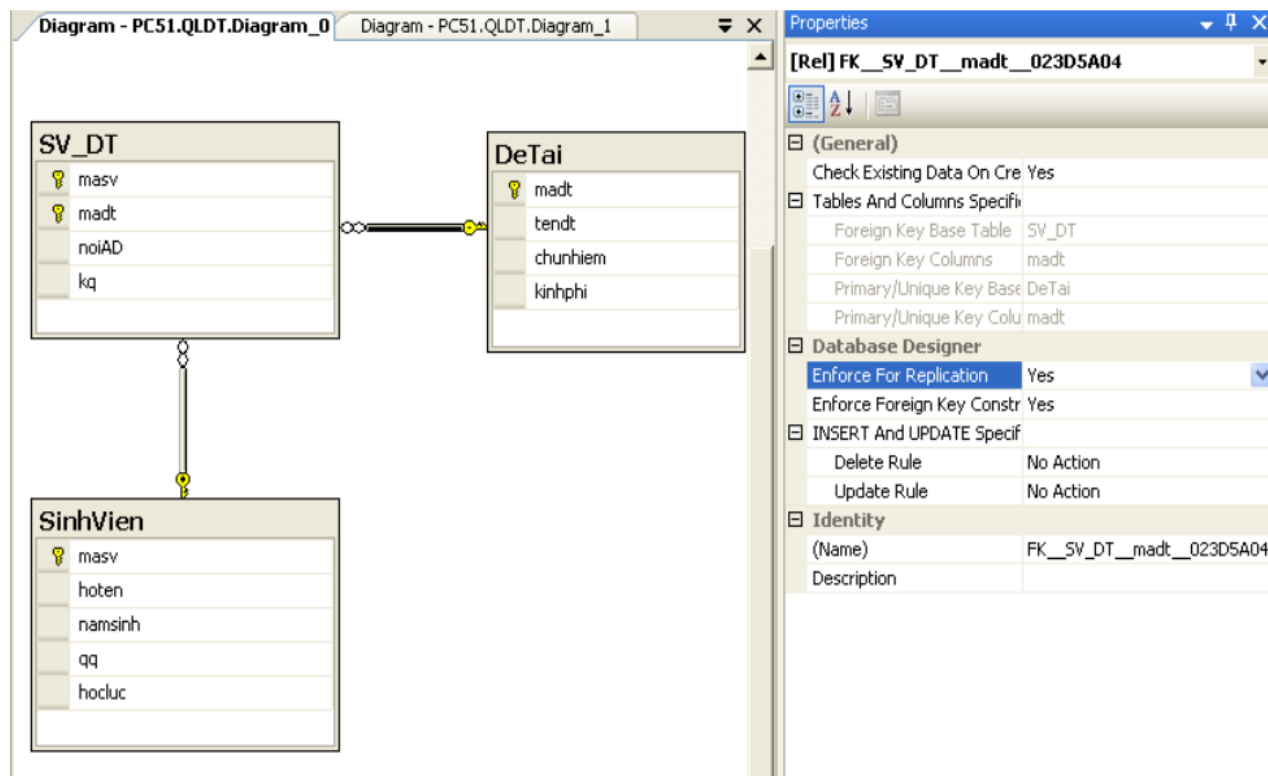 Diagram - PC51.QLDT.Diagram_0
Diagram - PC51.QLDT.Diagram_1
SV_DT
masv
madt
noiAD
kq
DeTai
madt
tendt
chunhiem
kinhphi
SinhVien
masv
hoten
namsinh
qq
hocluc
Properties
[Rel] FK__SV_DT__madt__023D5A04
(General)
Check Existing Data On Cre Yes
Tables And Columns Specifi
Foreign Key Base Table SV_DT
Foreign Key Columns madt
Primary/Unique Key Base DeTai
Primary/Unique Key Colu madt
Database Designer
Enforce For Replication Yes
Enforce Foreign Key Constr Yes
INSERT And UPDATE Specif
Delete Rule No Action
Update Rule No Action
Identity
(Name) FK__SV_DT__madt__023D5A04
Description